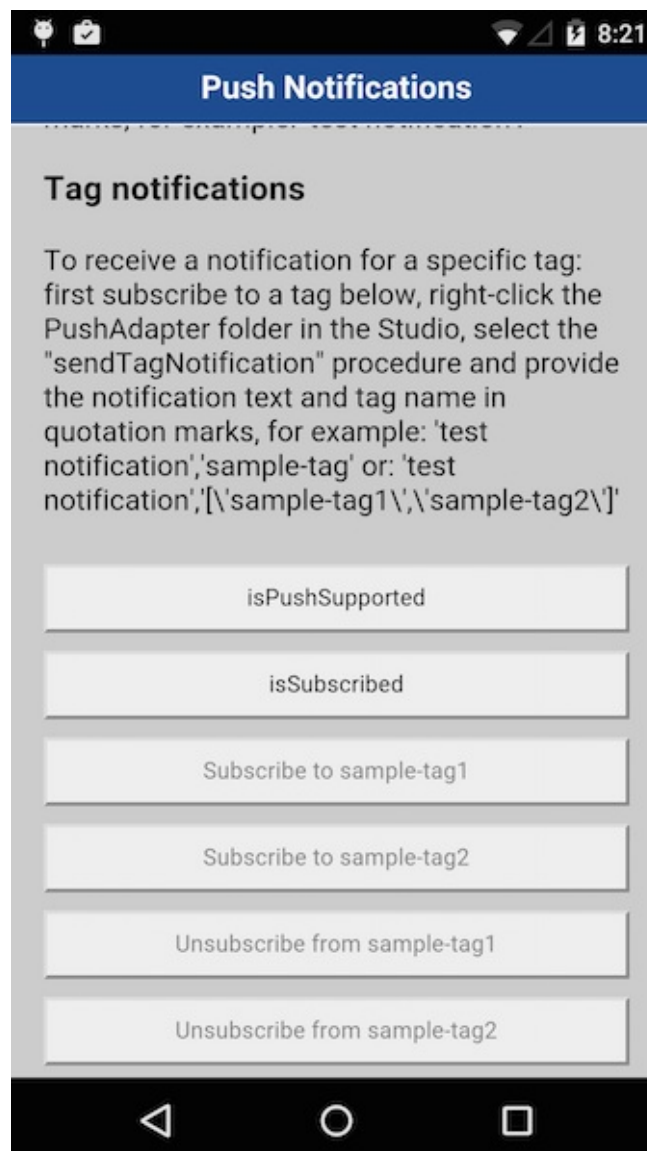 8:21
Push Notifications
Tag notifications
To receive a notification for a specific tag:
first subscribe to a tag below, right-click the
PushAdapter folder in the Studio, select the
"sendTagNotification" procedure and provide
the notification text and tag name in
quotation marks, for example: 'test
notification','sample-tag' or: 'test
notification','[\'sample-tag1\',\'sample-tag2\']'
isPushSupported
isSubscribed
Subscribe to sample-tag1
Subscribe to sample-tag2
Unsubscribe from sample-tag1
Unsubscribe from sample-tag2